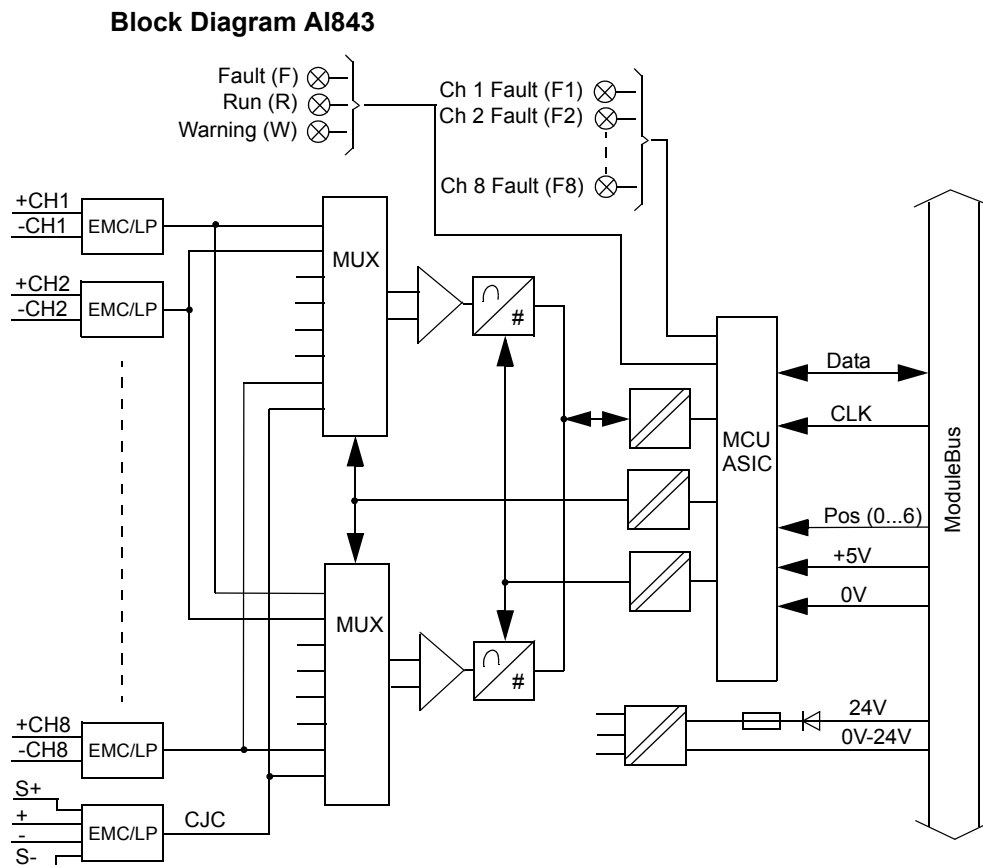 Block Diagram AI843
Fault (F)
Run (R)
Warning (W)
Ch 1 Fault (F1)
Ch 2 Fault (F2)
Ch 8 Fault (F8)
+CH1
-CH1
EMC/LP
+CH2
-CH2
EMC/LP
MUX
#
MCU
ASIC
Data
CLK
Pos (0...6)
+5V
0V
ModuleBus
MUX
#
+CH8
-CH8
EMC/LP
24V
0V-24V
S+
+
-
S-
EMC/LP
CJC